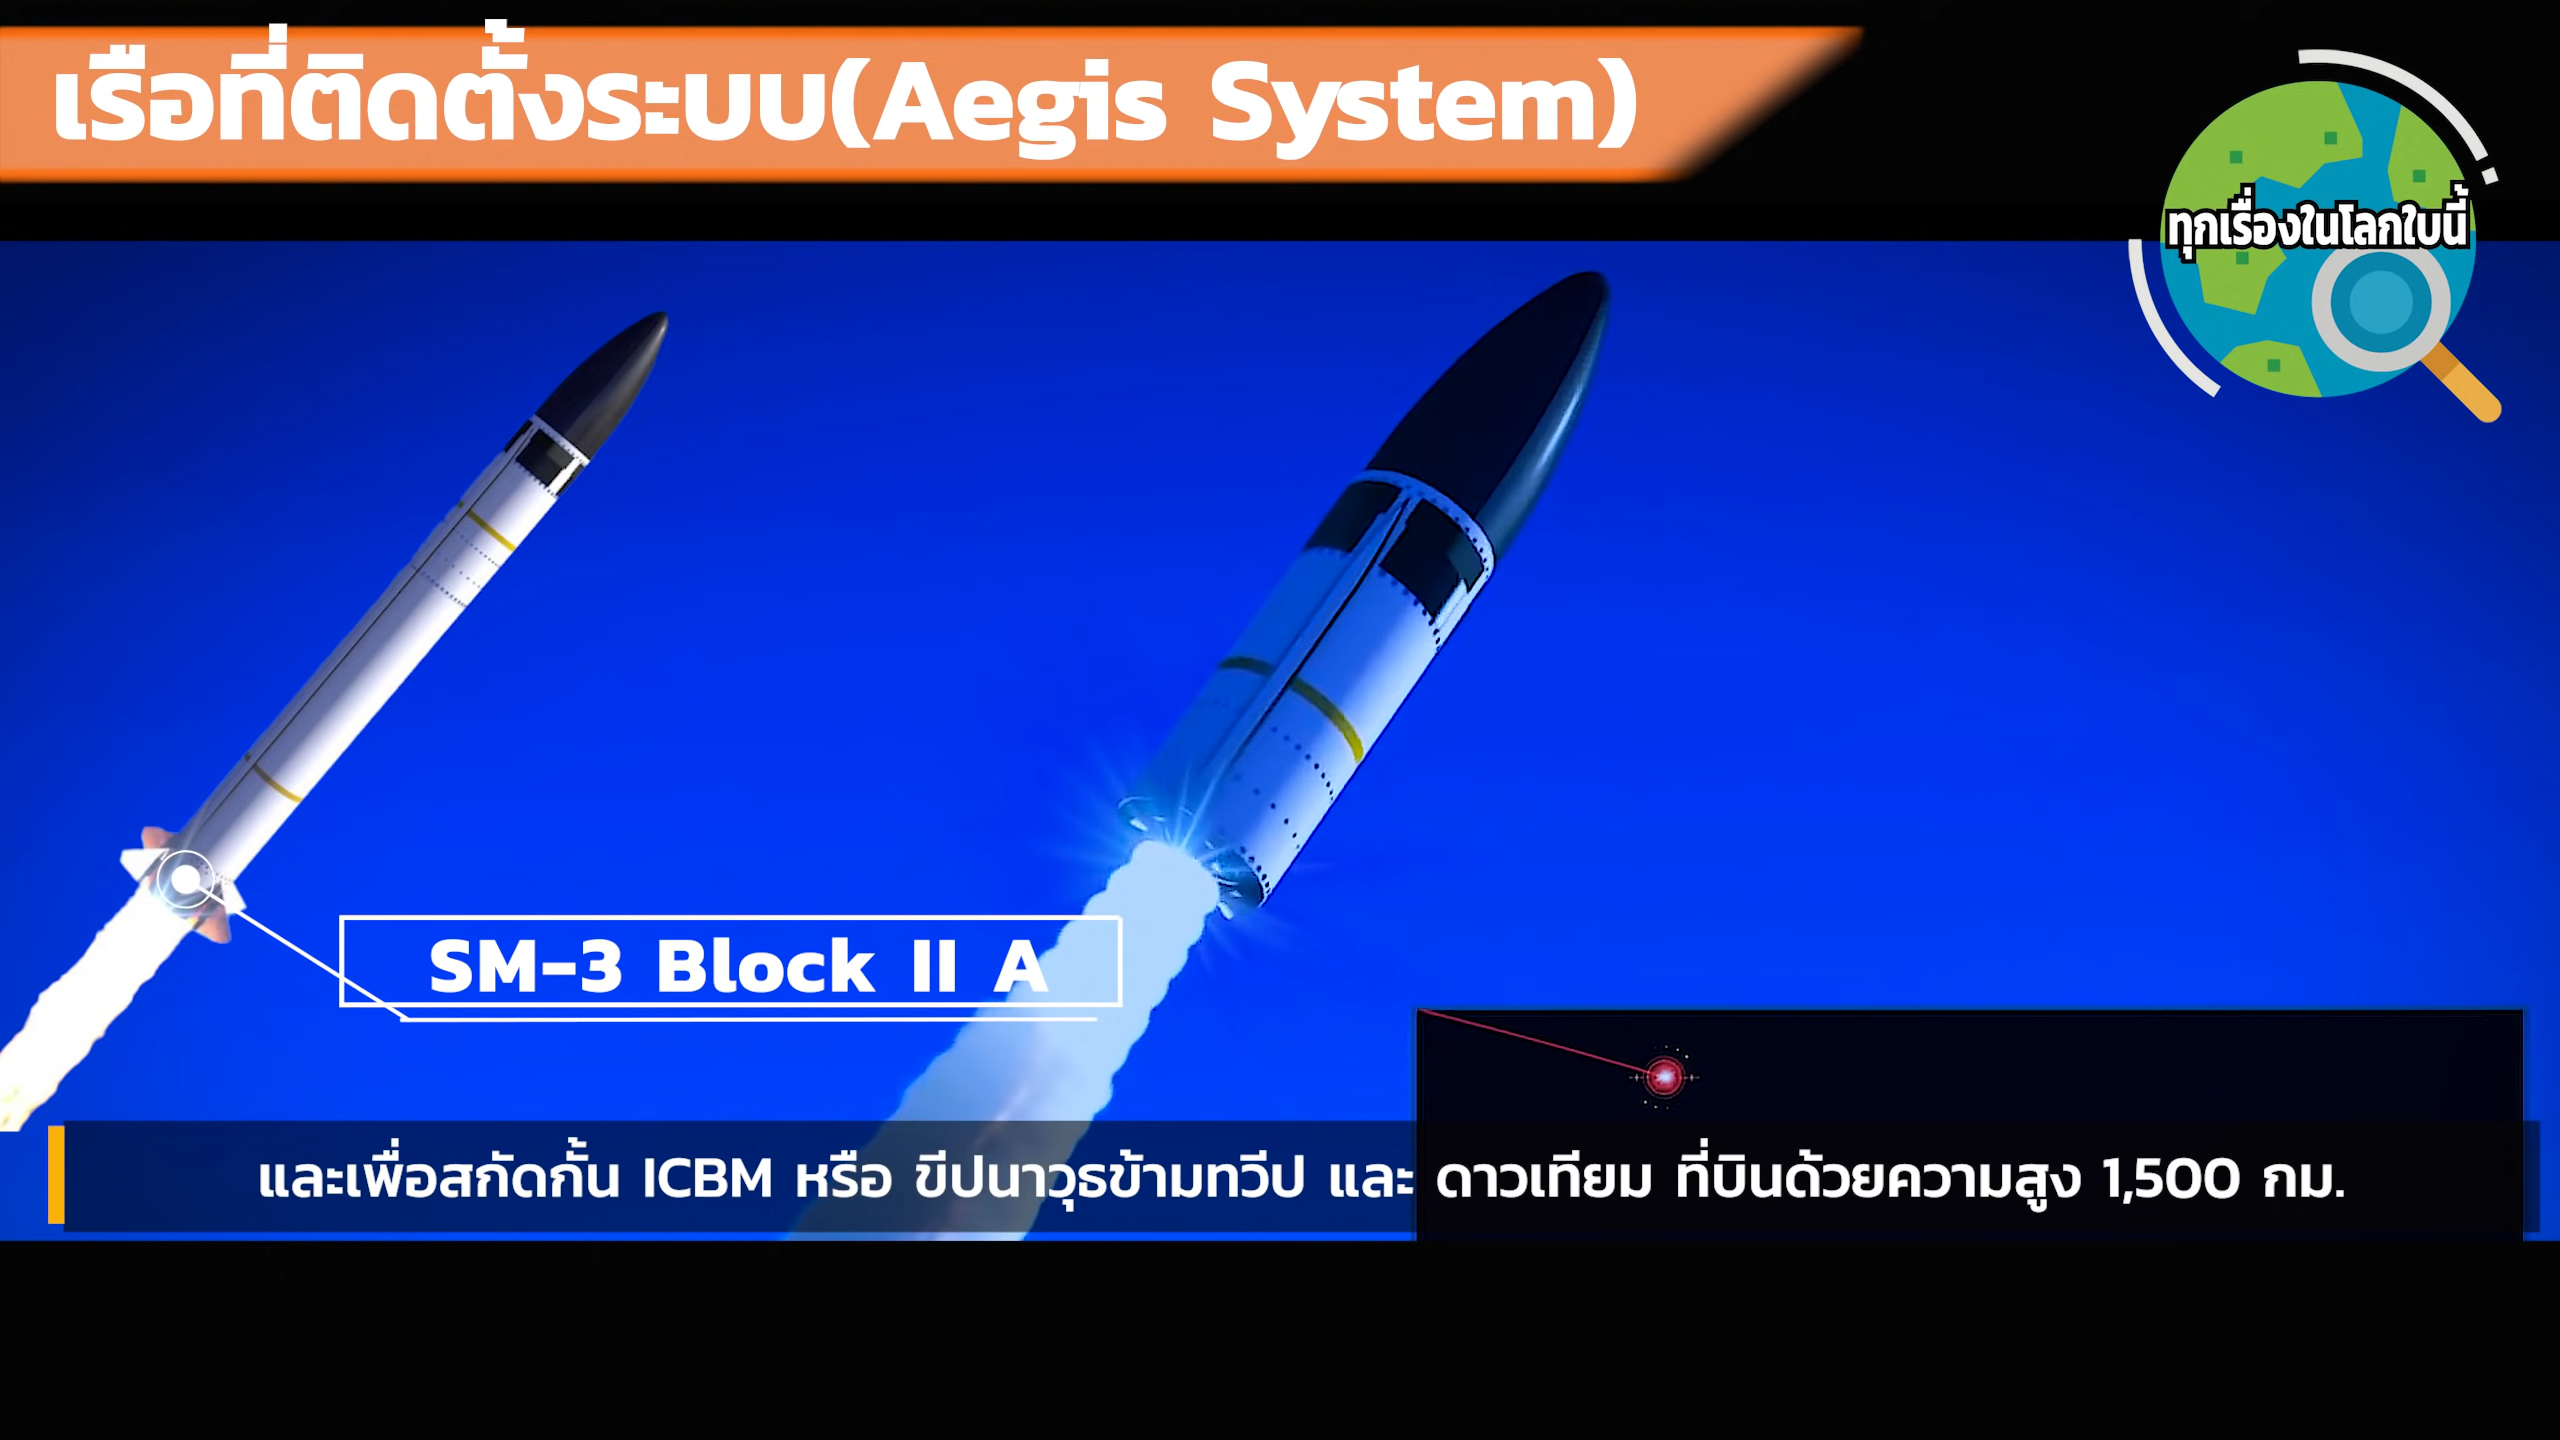 เรือที่ติดตั้งระบบ(Aegis System)
ทุกเรื่องในโลกใบนี้
SM-3 Block II A
และเพื่อสกัดกั้น ICBM หรือ ขีปนาวุธข้ามทวีป และ ดาวเทียม ที่บินด้วยความสูง 1,500 กม.